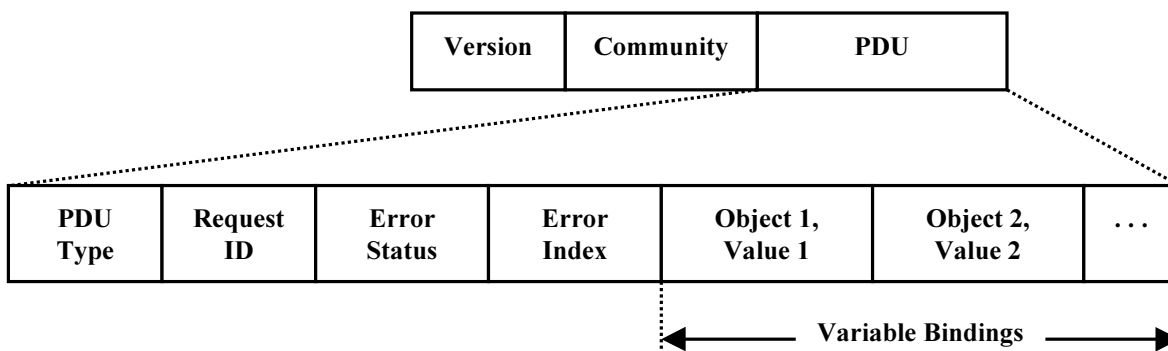 Version Community PDU
PDU Request Error Error Object 1, Object 2, . . .
Type ID Status Index Value 1 Value 2
Variable Bindings